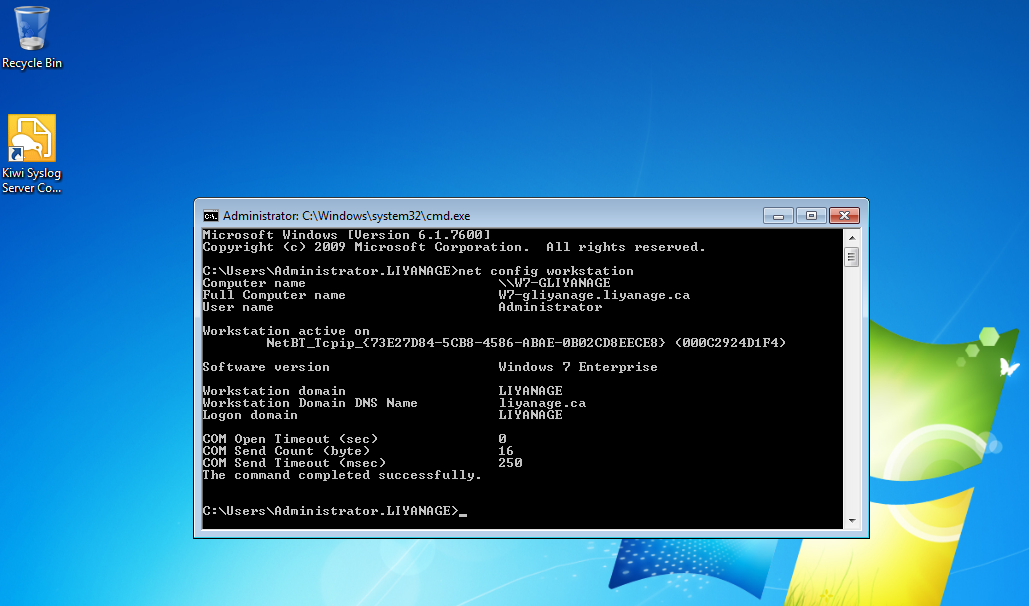 Recycle Bin
Kiwi Syslog
Server Co...
Administrator: C:\Windows\system32\cmd.exe
Microsoft Windows [Version 6.1.7600]
Copyright (c) 2009 Microsoft Corporation.  All rights reserved.
C:\Users\Administrator.LIYANAGE>net config workstation
Computer name                        \\W7-GLIYANAGE
Full Computer name                   W7-gliyanage.liyanage.ca
User name                            Administrator
Workstation active on
        NetBT_Tcpip_{73E27D84-5CB8-4586-ABAE-0B02CD8EECE8} (000C2924D1F4)
Software version                     Windows 7 Enterprise
Workstation domain                   LIYANAGE
Workstation Domain DNS Name          liyanage.ca
Logon domain                         LIYANAGE
COM Open Timeout (sec)               0
COM Send Count (byte)                16
COM Send Timeout (msec)              250
The command completed successfully.
C:\Users\Administrator.LIYANAGE>_